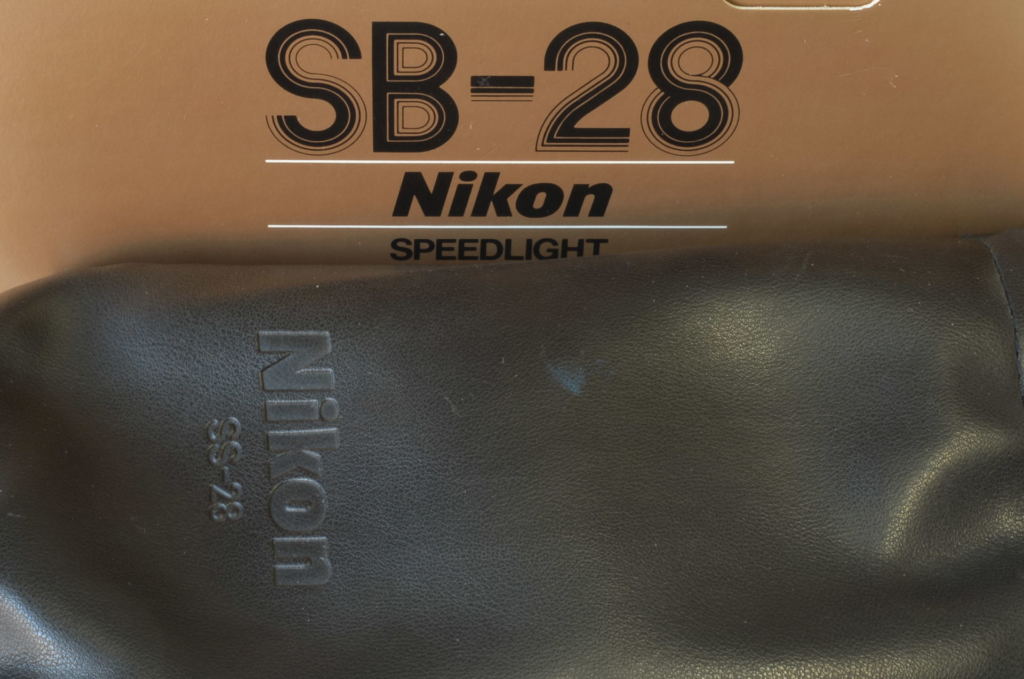 SB-28
Nikon
SPEEDLIGHT
Nikon
SS-28